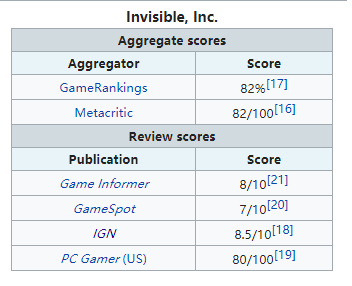 Invisible, Inc.
Aggregate scores
Aggregator Score
GameRankings 82%[17]
Metacritic 82/100[16]
Review scores
Publication Score
Game Informer 8/10[21]
GameSpot 7/10[20]
IGN 8.5/10[18]
PC Gamer (US) 80/100[19]